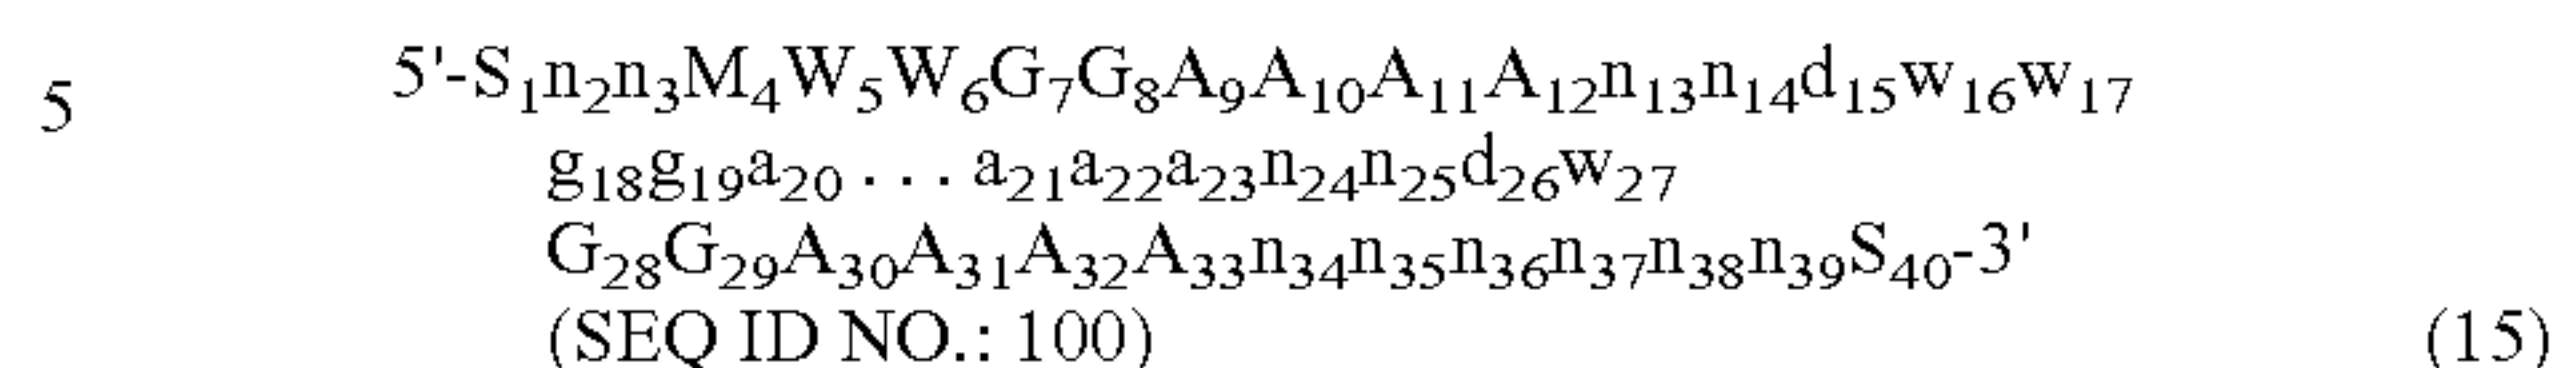 5 5'-S₁n₂n₃M₄W₅W₆G₇G₈A₉A₁₀A₁₁A₁₂n₁₃n₁₄d₁₅w₁₆w₁₇
g₁₈g₁₉a₂₀ . . . a₂₁a₂₂a₂₃n₂₄n₂₅d₂₆w₂₇
G₂₈G₂₉A₃₀A₃₁A₃₂A₃₃n₃₄n₃₅n₃₆n₃₇n₃₈n₃₉S₄₀-3'
(SEQ ID NO.: 100) (15)